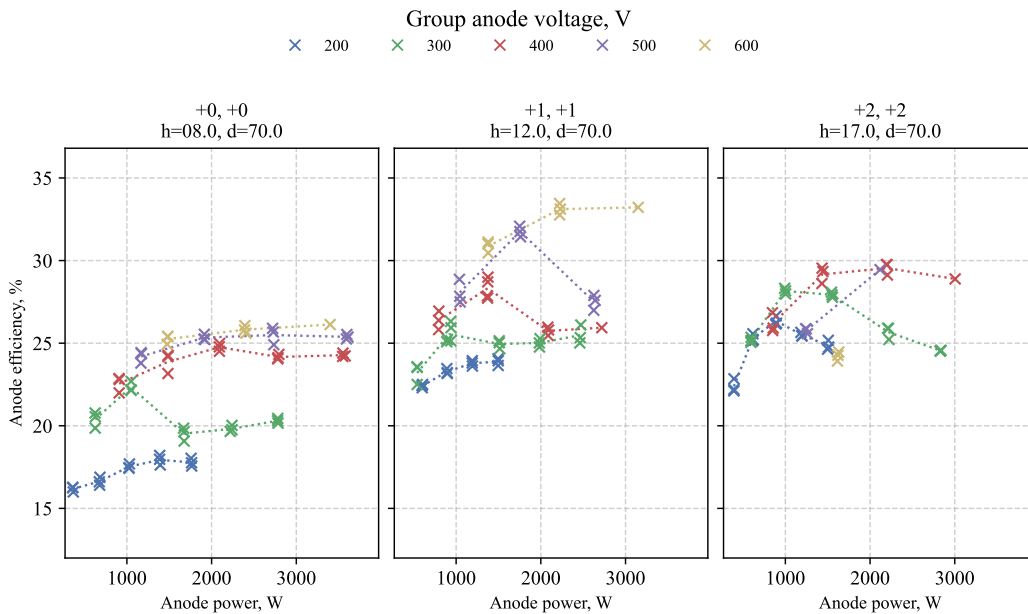 Group anode voltage, V
200 300 400 500 600
+0, +0
h=08.0, d=70.0
+1, +1
h=12.0, d=70.0
+2, +2
h=17.0, d=70.0
Anode efficiency, %
35
30
25
20
15
1000 2000 3000
Anode power, W
1000 2000 3000
Anode power, W
1000 2000 3000
Anode power, W